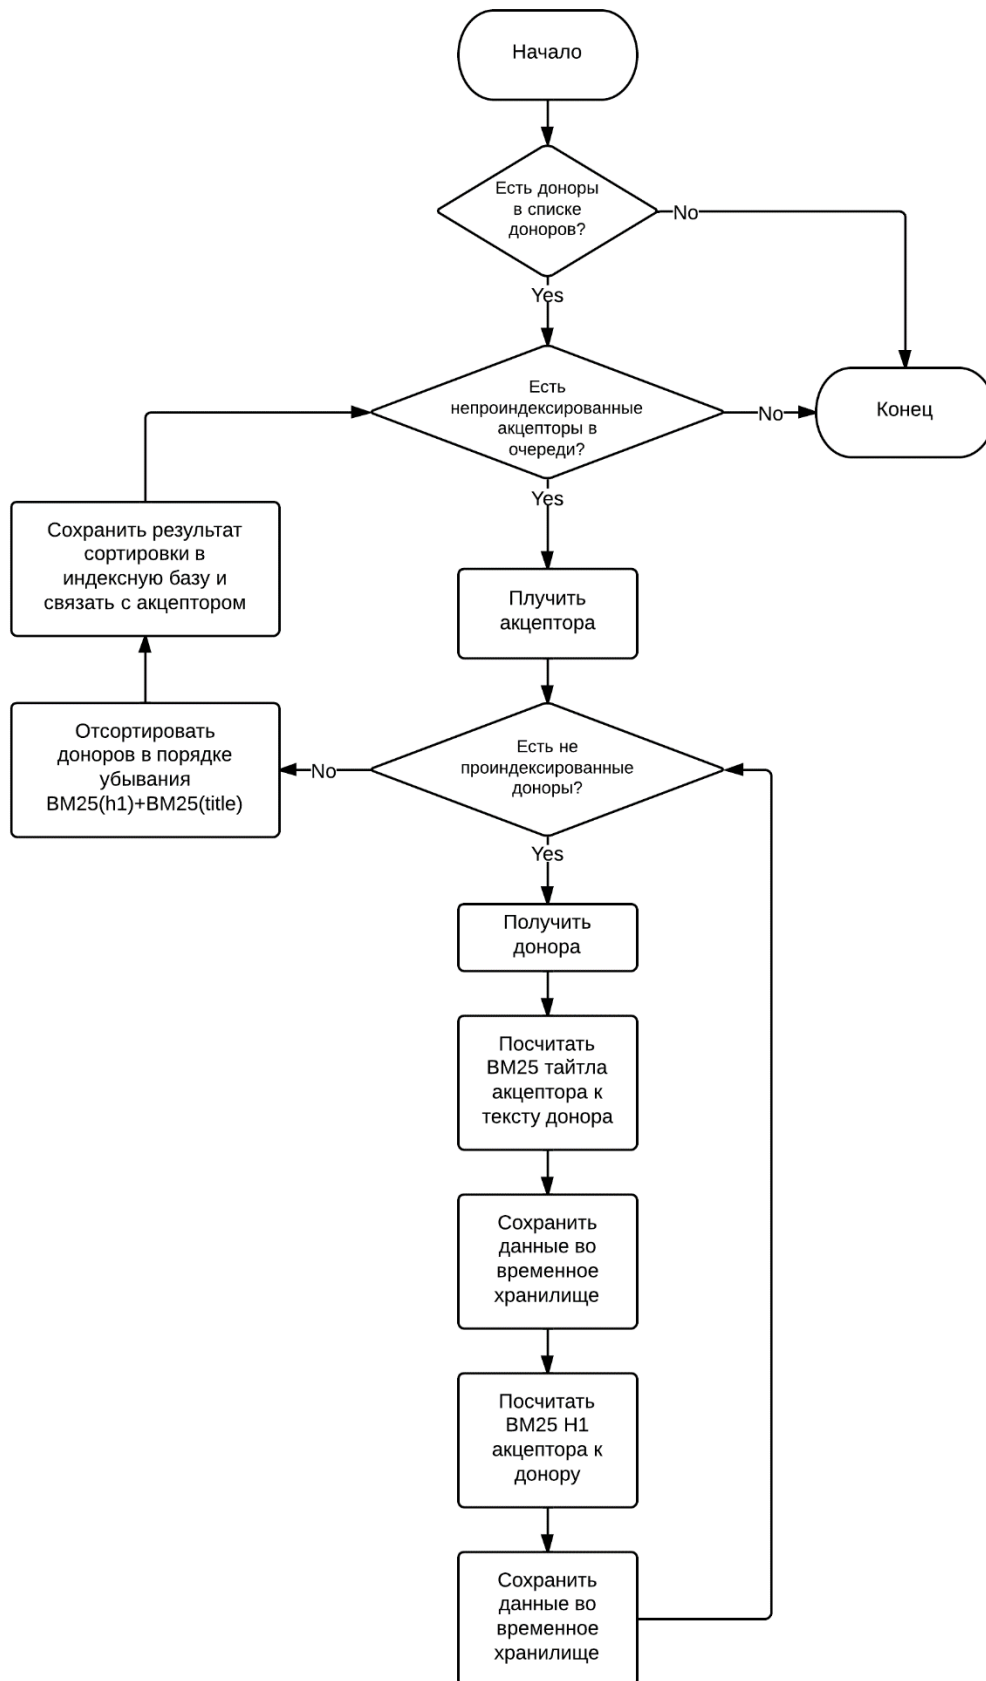 Начало
Есть доноры
в списке
доноров?
No
Yes
Есть
непроиндексированные
акцепторы в
очереди?
No
Конец
Yes
Сохранить результат
сортировки в
индексную базу и
связать с акцептором
Плучить
акцептора
Отсортировать
доноров в порядке
убывания
BM25(h1)+BM25(title)
No
Есть не
проиндексированные
доноры?
Yes
Получить
донора
Посчитать
BM25 тайтла
акцептора к
тексту донора
Сохранить
данные во
временное
хранилище
Посчитать
BM25 H1
акцептора к
донору
Сохранить
данные во
временное
хранилище